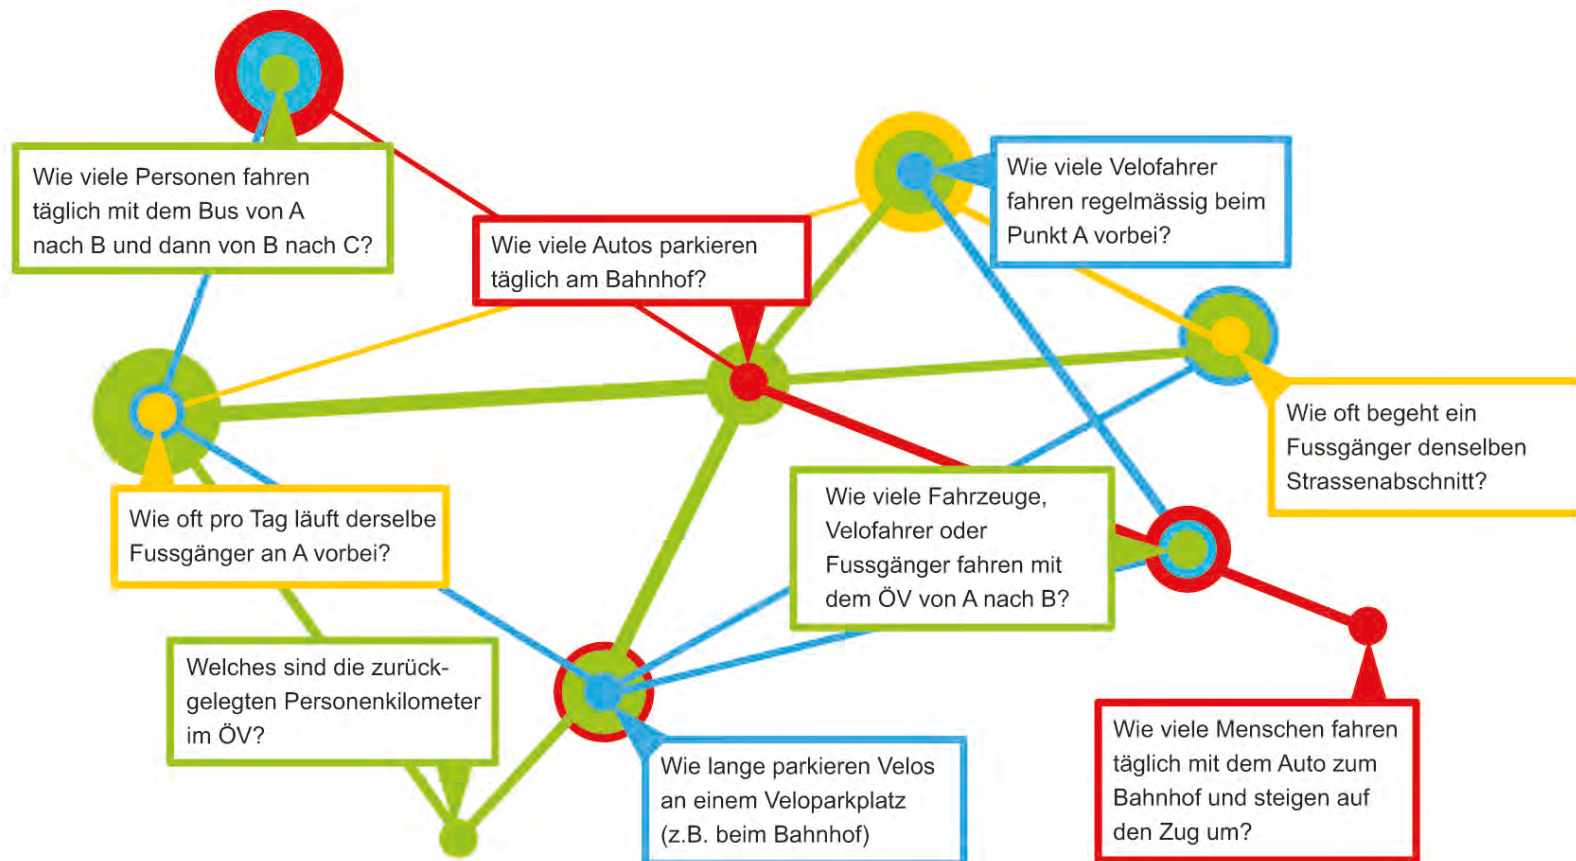 Wie viele Personen fahren
täglich mit dem Bus von A
nach B und dann von B nach C?
Wie viele Autos parkieren
täglich am Bahnhof?
Wie viele Velofahrer
fahren regelmässig beim
Punkt A vorbei?
Wie oft begeht ein
Fussgänger denselben
Strassenabschnitt?
Wie oft pro Tag läuft derselbe
Fussgänger an A vorbei?
Wie viele Fahrzeuge,
Velofahrer oder
Fussgänger fahren mit
dem ÖV von A nach B?
Welches sind die zurück-
gelegten Personenkilometer
im ÖV?
Wie lange parkieren Velos
an einem Veloparkplatz
(z.B. beim Bahnhof)
Wie viele Menschen fahren
täglich mit dem Auto zum
Bahnhof und steigen auf
den Zug um?